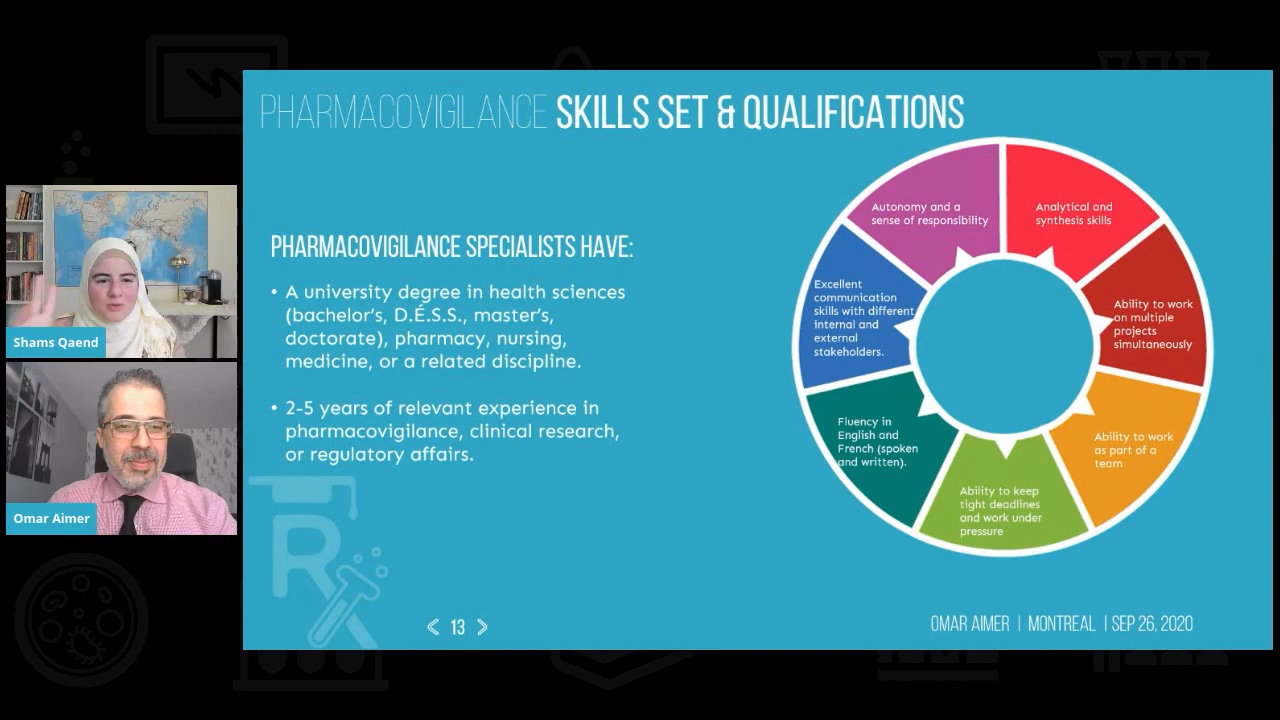 PHARMACOVIGILANCE SKILLS SET & QUALIFICATIONS
PHARMACOVIGILANCE SPECIALISTS HAVE:
• A university degree in health sciences
(bachelor's, D.É.S.S., master's,
doctorate), pharmacy, nursing,
medicine, or a related discipline.
• 2-5 years of relevant experience in
pharmacovigilance, clinical research,
or regulatory affairs.
Autonomy and a
sense of responsibility
Analytical and
synthesis skills
Ability to work
on multiple
projects
simultaneously
Ability to work
as part of a
team
Ability to keep
tight deadlines
and work under
pressure
Fluency in
English and
French (spoken
and written).
Excellent
communication
skills with different
internal and
external
stakeholders.
Shams Qaend
Omar Aimer
RX
< 13 >
OMAR AIMER | MONTREAL | SEP 26, 2020